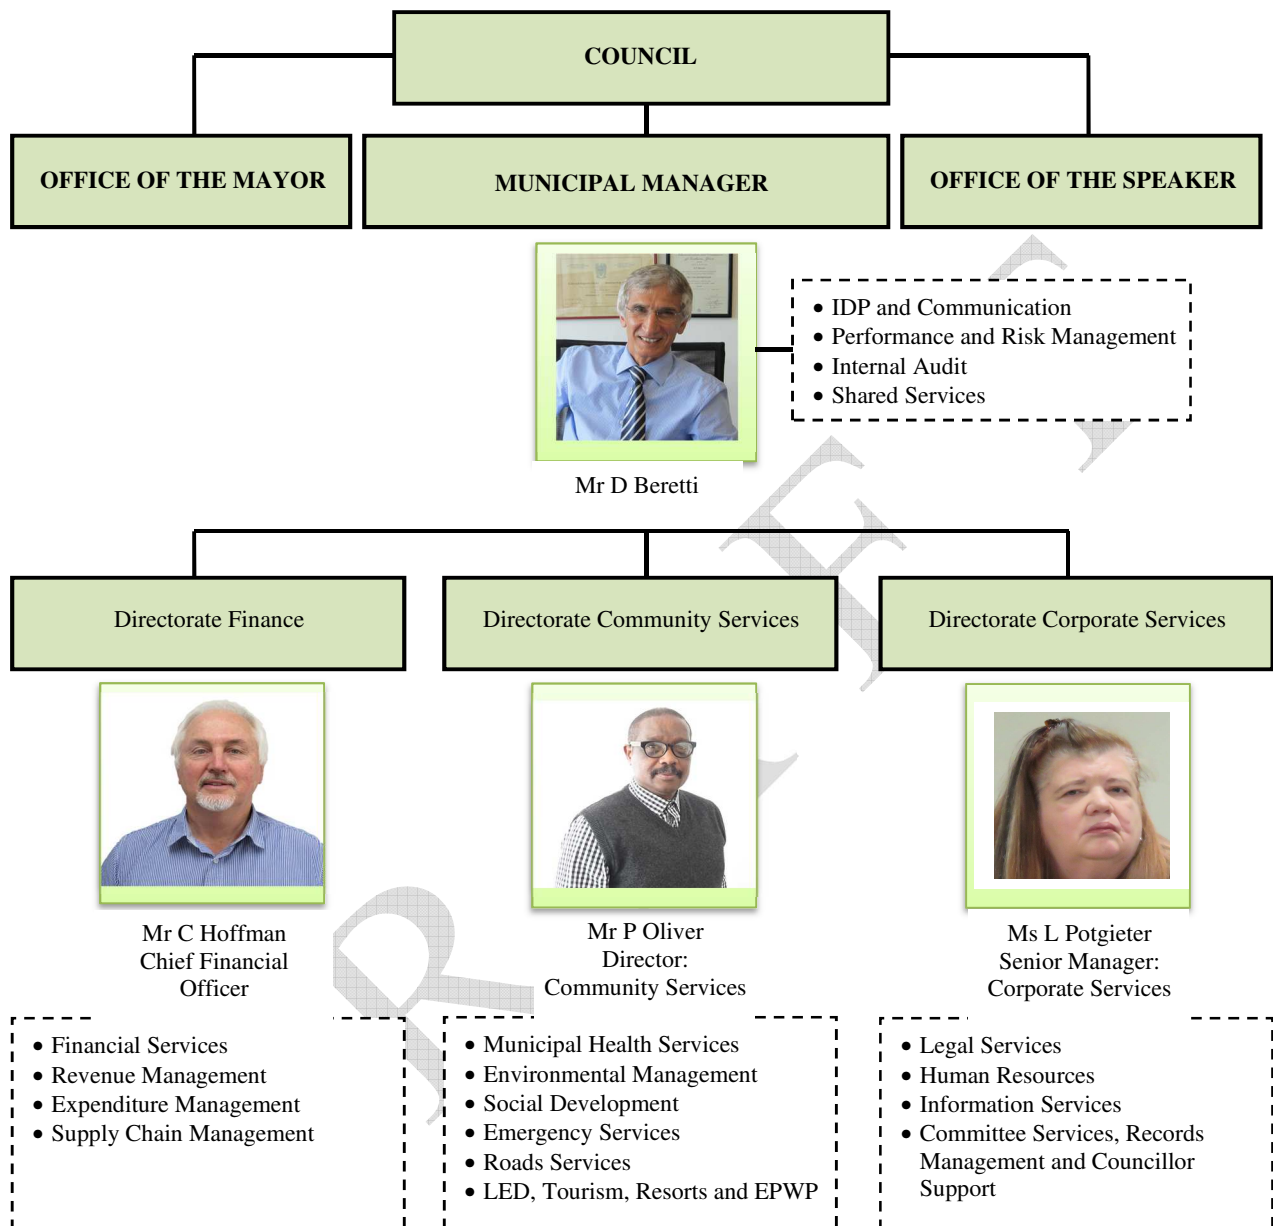 COUNCIL
OFFICE OF THE MAYOR
MUNICIPAL MANAGER
OFFICE OF THE SPEAKER
• IDP and Communication
• Performance and Risk Management
• Internal Audit
• Shared Services
Mr D Beretti
Directorate Finance
Directorate Community Services
Directorate Corporate Services
Mr C Hoffman
Chief Financial
Officer
Mr P Oliver
Director:
Community Services
Ms L Potgieter
Senior Manager:
Corporate Services
• Financial Services
• Revenue Management
• Expenditure Management
• Supply Chain Management
• Municipal Health Services
• Environmental Management
• Social Development
• Emergency Services
• Roads Services
• LED, Tourism, Resorts and EPWP
• Legal Services
• Human Resources
• Information Services
• Committee Services, Records
Management and Councillor
Support